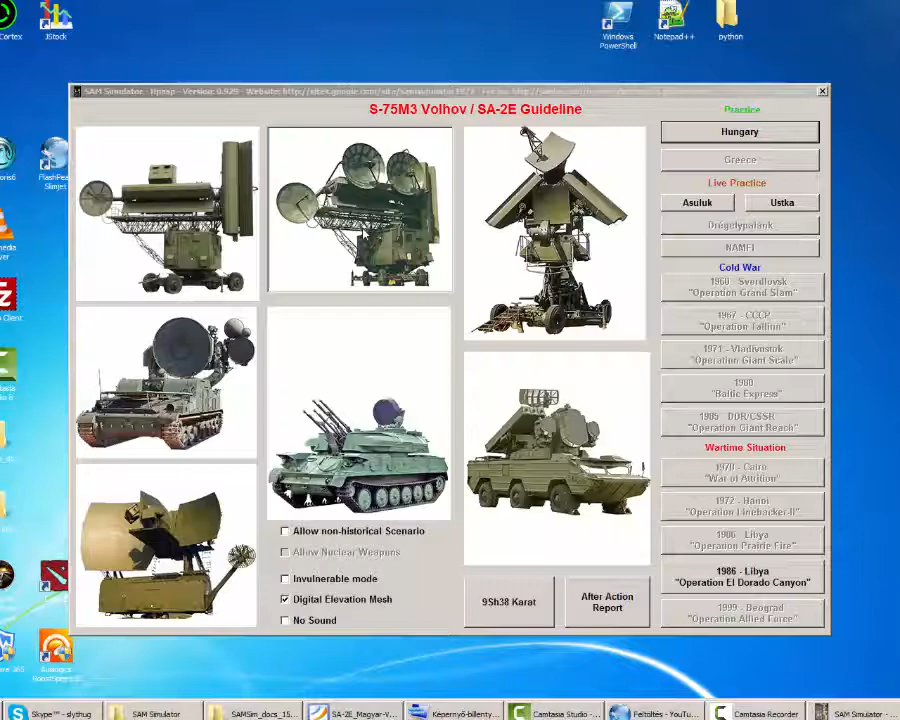 Cortex
JStock
Windows
PowerShell
Notepad++
python
SAM Simulator - Hpasp - Version: 0.929 - Website: http://sites.google.com/site/samsimulator1972
S-75M3 Volhov / SA-2E Guideline
Practice
Hungary
Greece
Live Practice
Asuluk
Ustka
Drégelypalánk
NAMFI
Cold War
1960 - Sverdlovsk
"Operation Grand Slam"
1967 - CCCP
"Operation Tallinn"
1971 - Vladivostok
"Operation Giant Scale"
1980
"Baltic Express"
1985 - DDR/CSSR
"Operation Giant Reach"
Wartime Situation
1970 - Cairo
"War of Attrition"
1972 - Hanoi
"Operation Linebacker-II"
1986 - Libya
"Operation Prairie Fire"
1986 - Libya
"Operation El Dorado Canyon"
1999 - Beograd
"Operation Allied Force"
Allow non-historical Scenario
Allow Nuclear Weapons
Invulnerable mode
Digital Elevation Mesh
No Sound
9Sh38 Karat
After Action
Report
FlashPea
Slimjet
Client
Skype™ - slythug
SAM Simulator
SAMSim_docs_15...
SA-2E_Magyar-V...
Képernyő-billenty...
Camtasia Studio -...
Feltöltés - YouTu...
Camtasia Recorder
SAM Simulator - ...